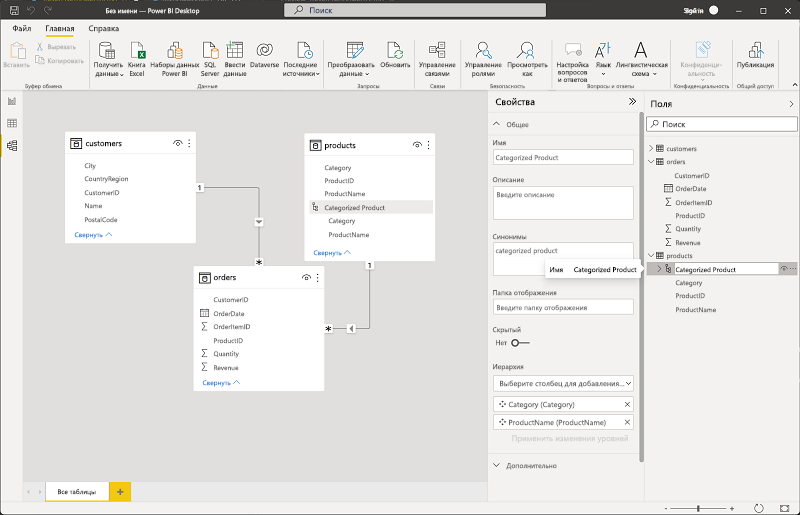 Без имени — Power BI Desktop
Поиск
Войти
Файл
Главная
Справка
Вставить
Вырезать
Копировать
Буфер обмена
Получить данные
Книга Excel
Наборы данных Power BI
SQL Server
Ввести данные
Dataverse
Последние источники
Данные
Преобразовать данные
Обновить
Запросы
Управление связями
Связи
Управление ролями
Просмотреть как
Безопасность
Настройка вопросов и ответов
Язык
Лингвистическая схема
Вопросы и ответы
Конфиденциальность
Конфиденциальность
Публикация
Общий доступ
customers
City
CountryRegion
CustomerID
Name
PostalCode
Свернуть
1
*
products
Category
ProductID
ProductName
Categorized Product
Category
ProductName
Свернуть
1
*
orders
CustomerID
OrderDate
OrderItemID
ProductID
Quantity
Revenue
Свернуть
Все таблицы
Свойства
Общее
Имя
Categorized Product
Описание
Введите описание
Синонимы
categorized product
Имя Categorized Product
Папка отображения
Введите папку отображения
Скрытый
Нет
Иерархия
Выберите столбец для добавления...
Category (Category)
ProductName (ProductName)
Применить изменения уровней
Дополнительно
Поля
Поиск
customers
orders
CustomerID
OrderDate
OrderItemID
ProductID
Quantity
Revenue
products
Categorized Product
Category
ProductID
ProductName